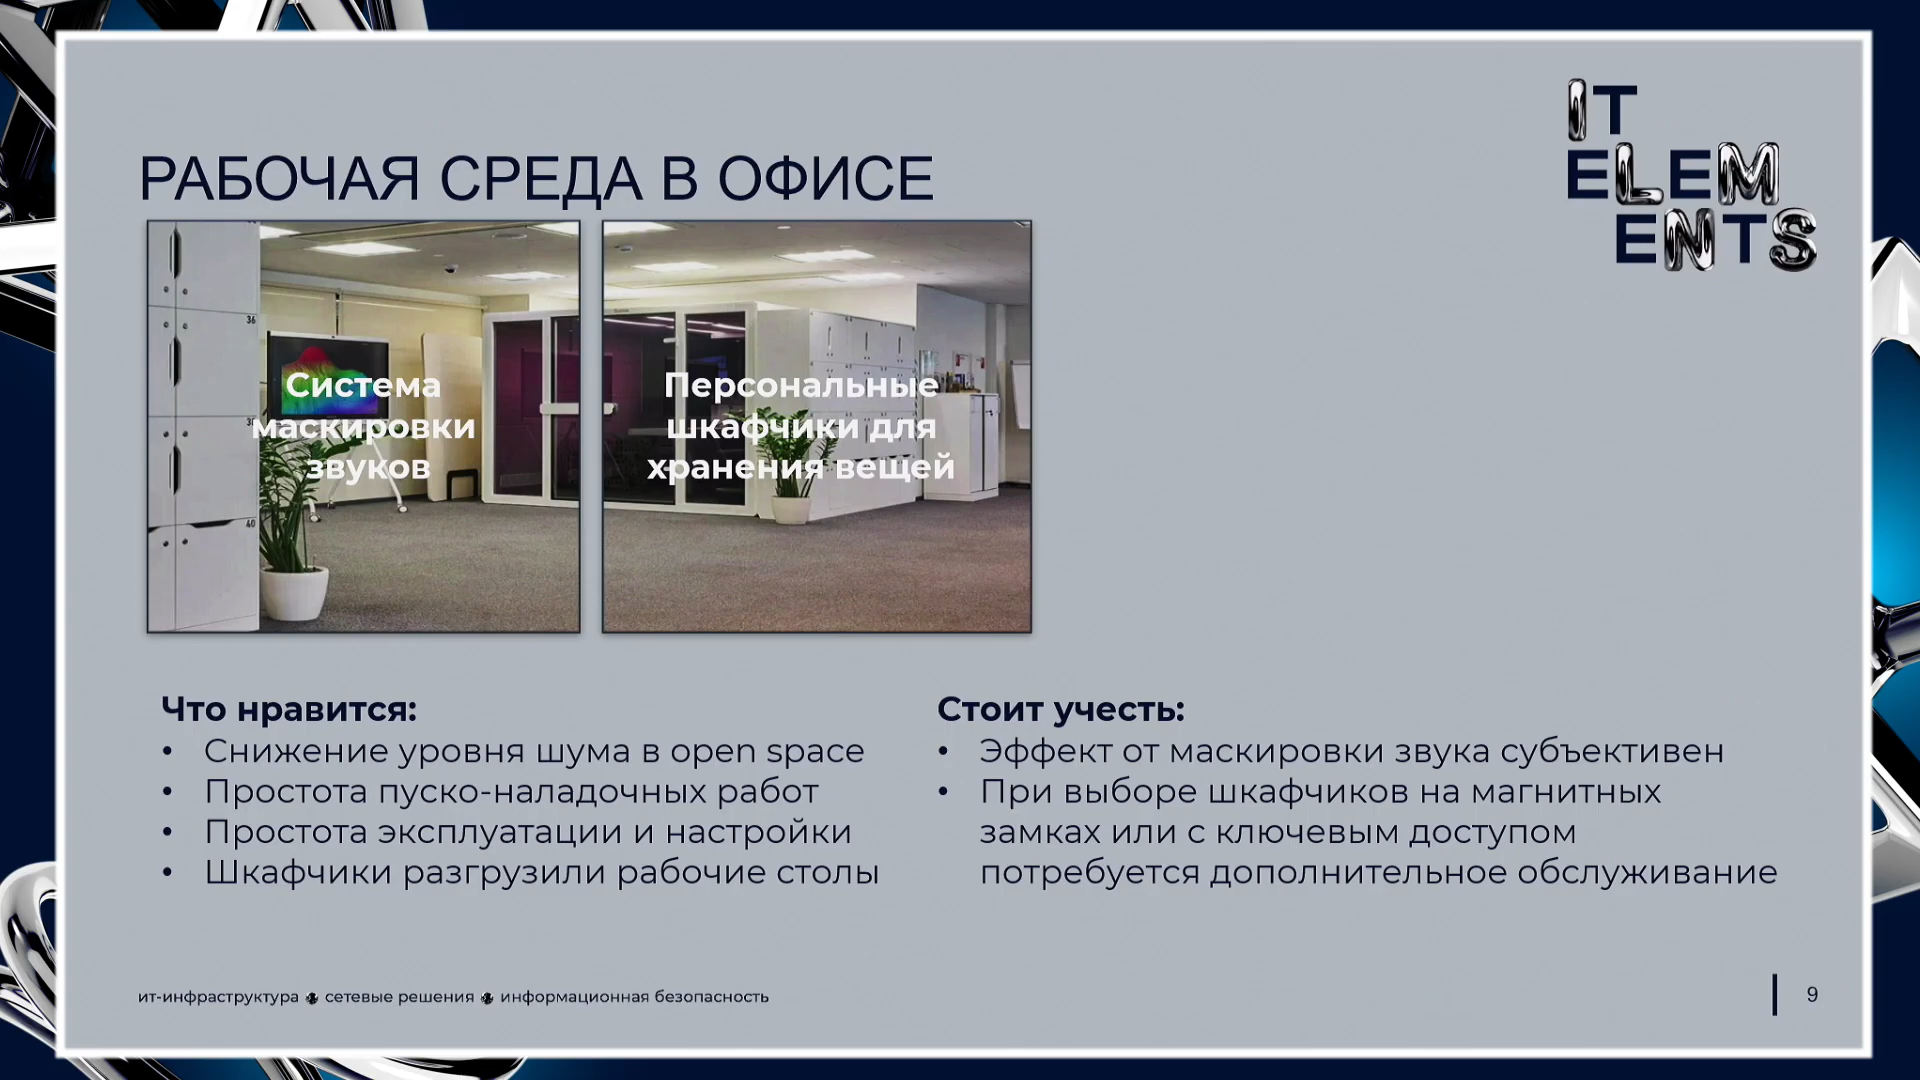 IT
ELEM
ENTS
РАБОЧАЯ СРЕДА В ОФИСЕ
36
40
Система
маскировки
звуков
Персональные
шкафчики для
хранения вещей
Что нравится:
• Снижение уровня шума в open space
• Простота пуско-наладочных работ
• Простота эксплуатации и настройки
• Шкафчики разгрузили рабочие столы
Стоит учесть:
• Эффект от маскировки звука субъективен
• При выборе шкафчиков на магнитных
замках или с ключевым доступом
потребуется дополнительное обслуживание
ит-инфраструктура сетевые решения информационная безопасность
9